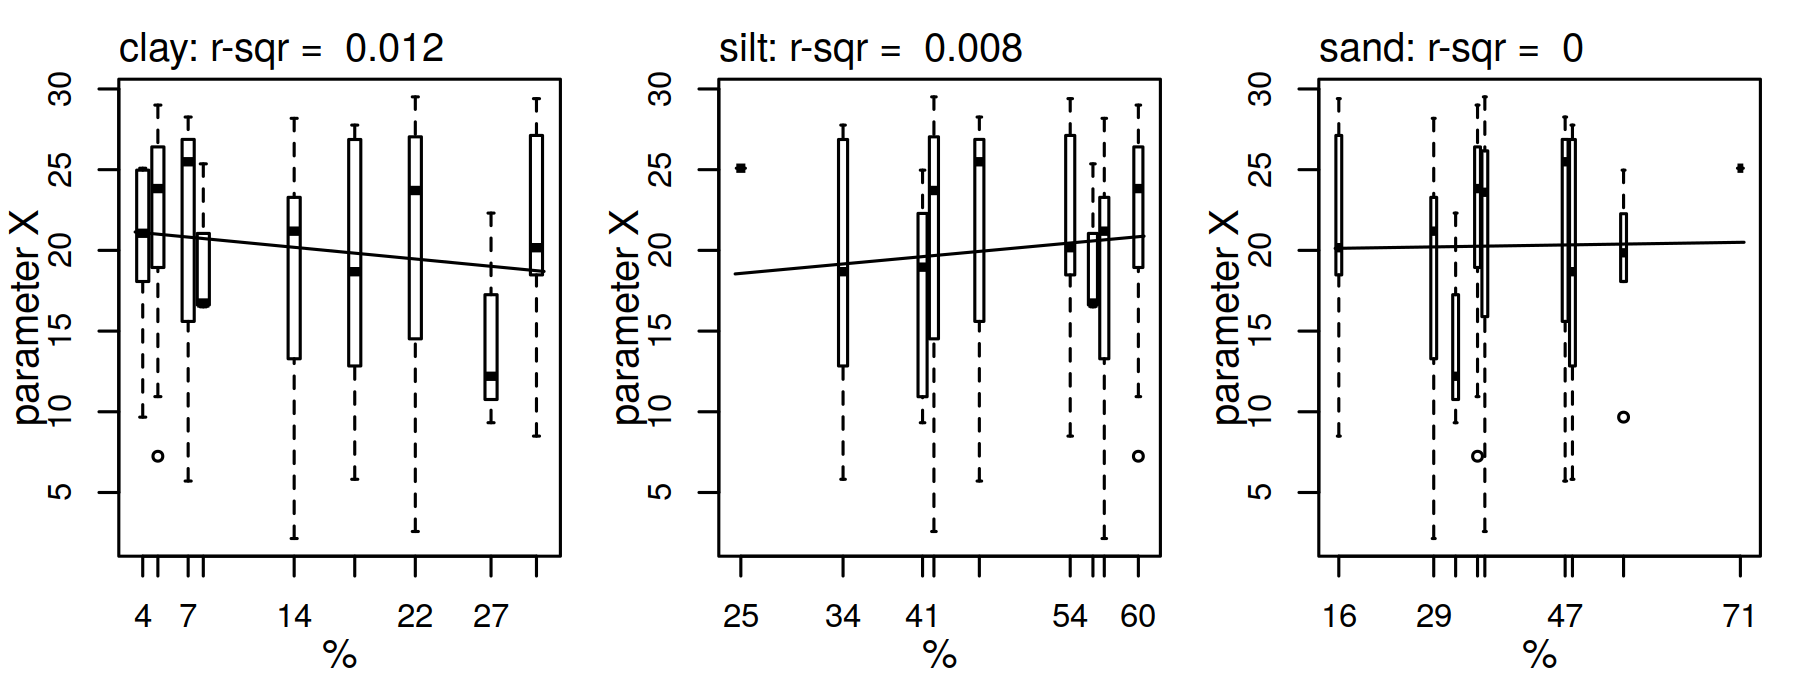 clay: r-sqr = 0.012
parameter X
30
25
20
15
10
5
4 7 14 22 27
%
silt: r-sqr = 0.008
parameter X
30
25
20
15
10
5
25 34 41 54 60
%
sand: r-sqr = 0
parameter X
30
25
20
15
10
5
16 29 47 71
%